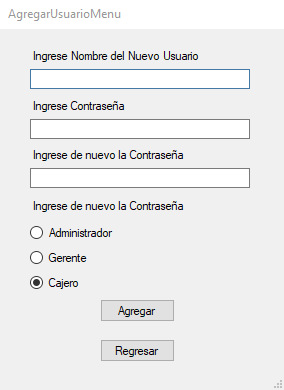 AgregarUsuarioMenu
Ingrese Nombre del Nuevo Usuario
Ingrese Contraseña
Ingrese de nuevo la Contraseña
Ingrese de nuevo la Contraseña
Administrador
Gerente
Cajero
Agregar
Regresar